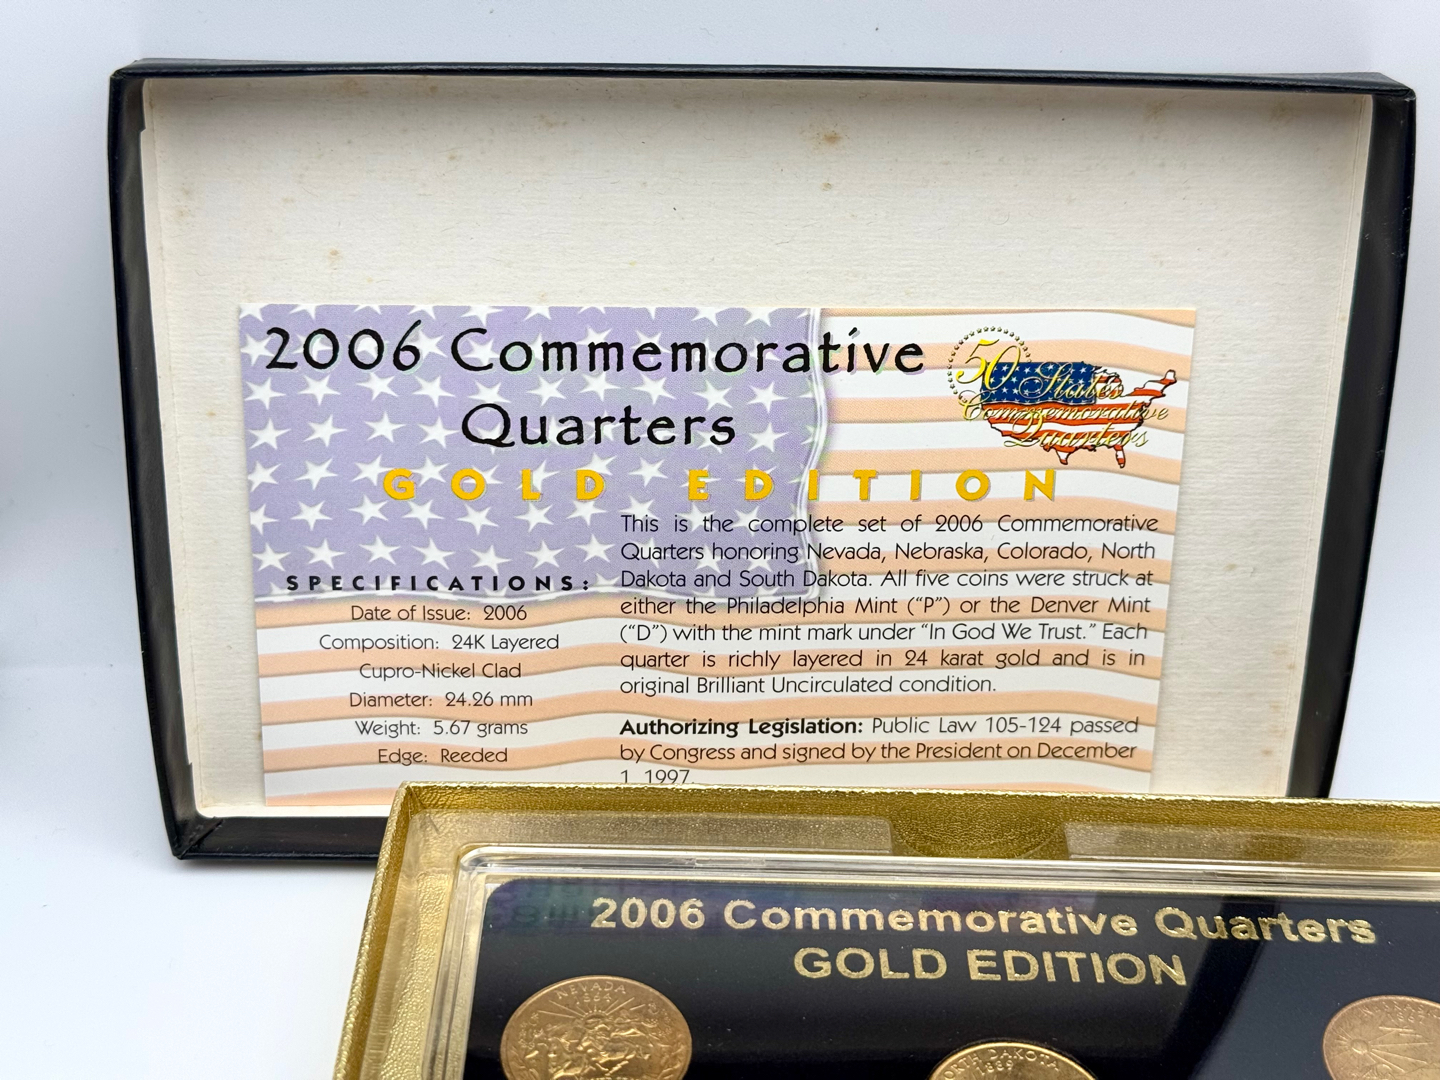 2006 Commemorative
Quarters
GOLD EDITION
50 States
Commemorative
Quarters
SPECIFICATIONS:
Date of Issue: 2006
Composition: 24K Layered
Cupro-Nickel Clad
Diameter: 24.26 mm
Weight: 5.67 grams
Edge: Reeded
This is the complete set of 2006 Commemorative
Quarters honoring Nevada, Nebraska, Colorado, North
Dakota and South Dakota. All five coins were struck at
either the Philadelphia Mint (“P”) or the Denver Mint
(“D”) with the mint mark under “In God We Trust.” Each
quarter is richly layered in 24 karat gold and is in
original Brilliant Uncirculated condition.
Authorizing Legislation: Public Law 105-124 passed
by Congress and signed by the President on December
1, 1997.
2006 Commemorative Quarters
GOLD EDITION
NEVADA
1864
NORTH DAKOTA
1889